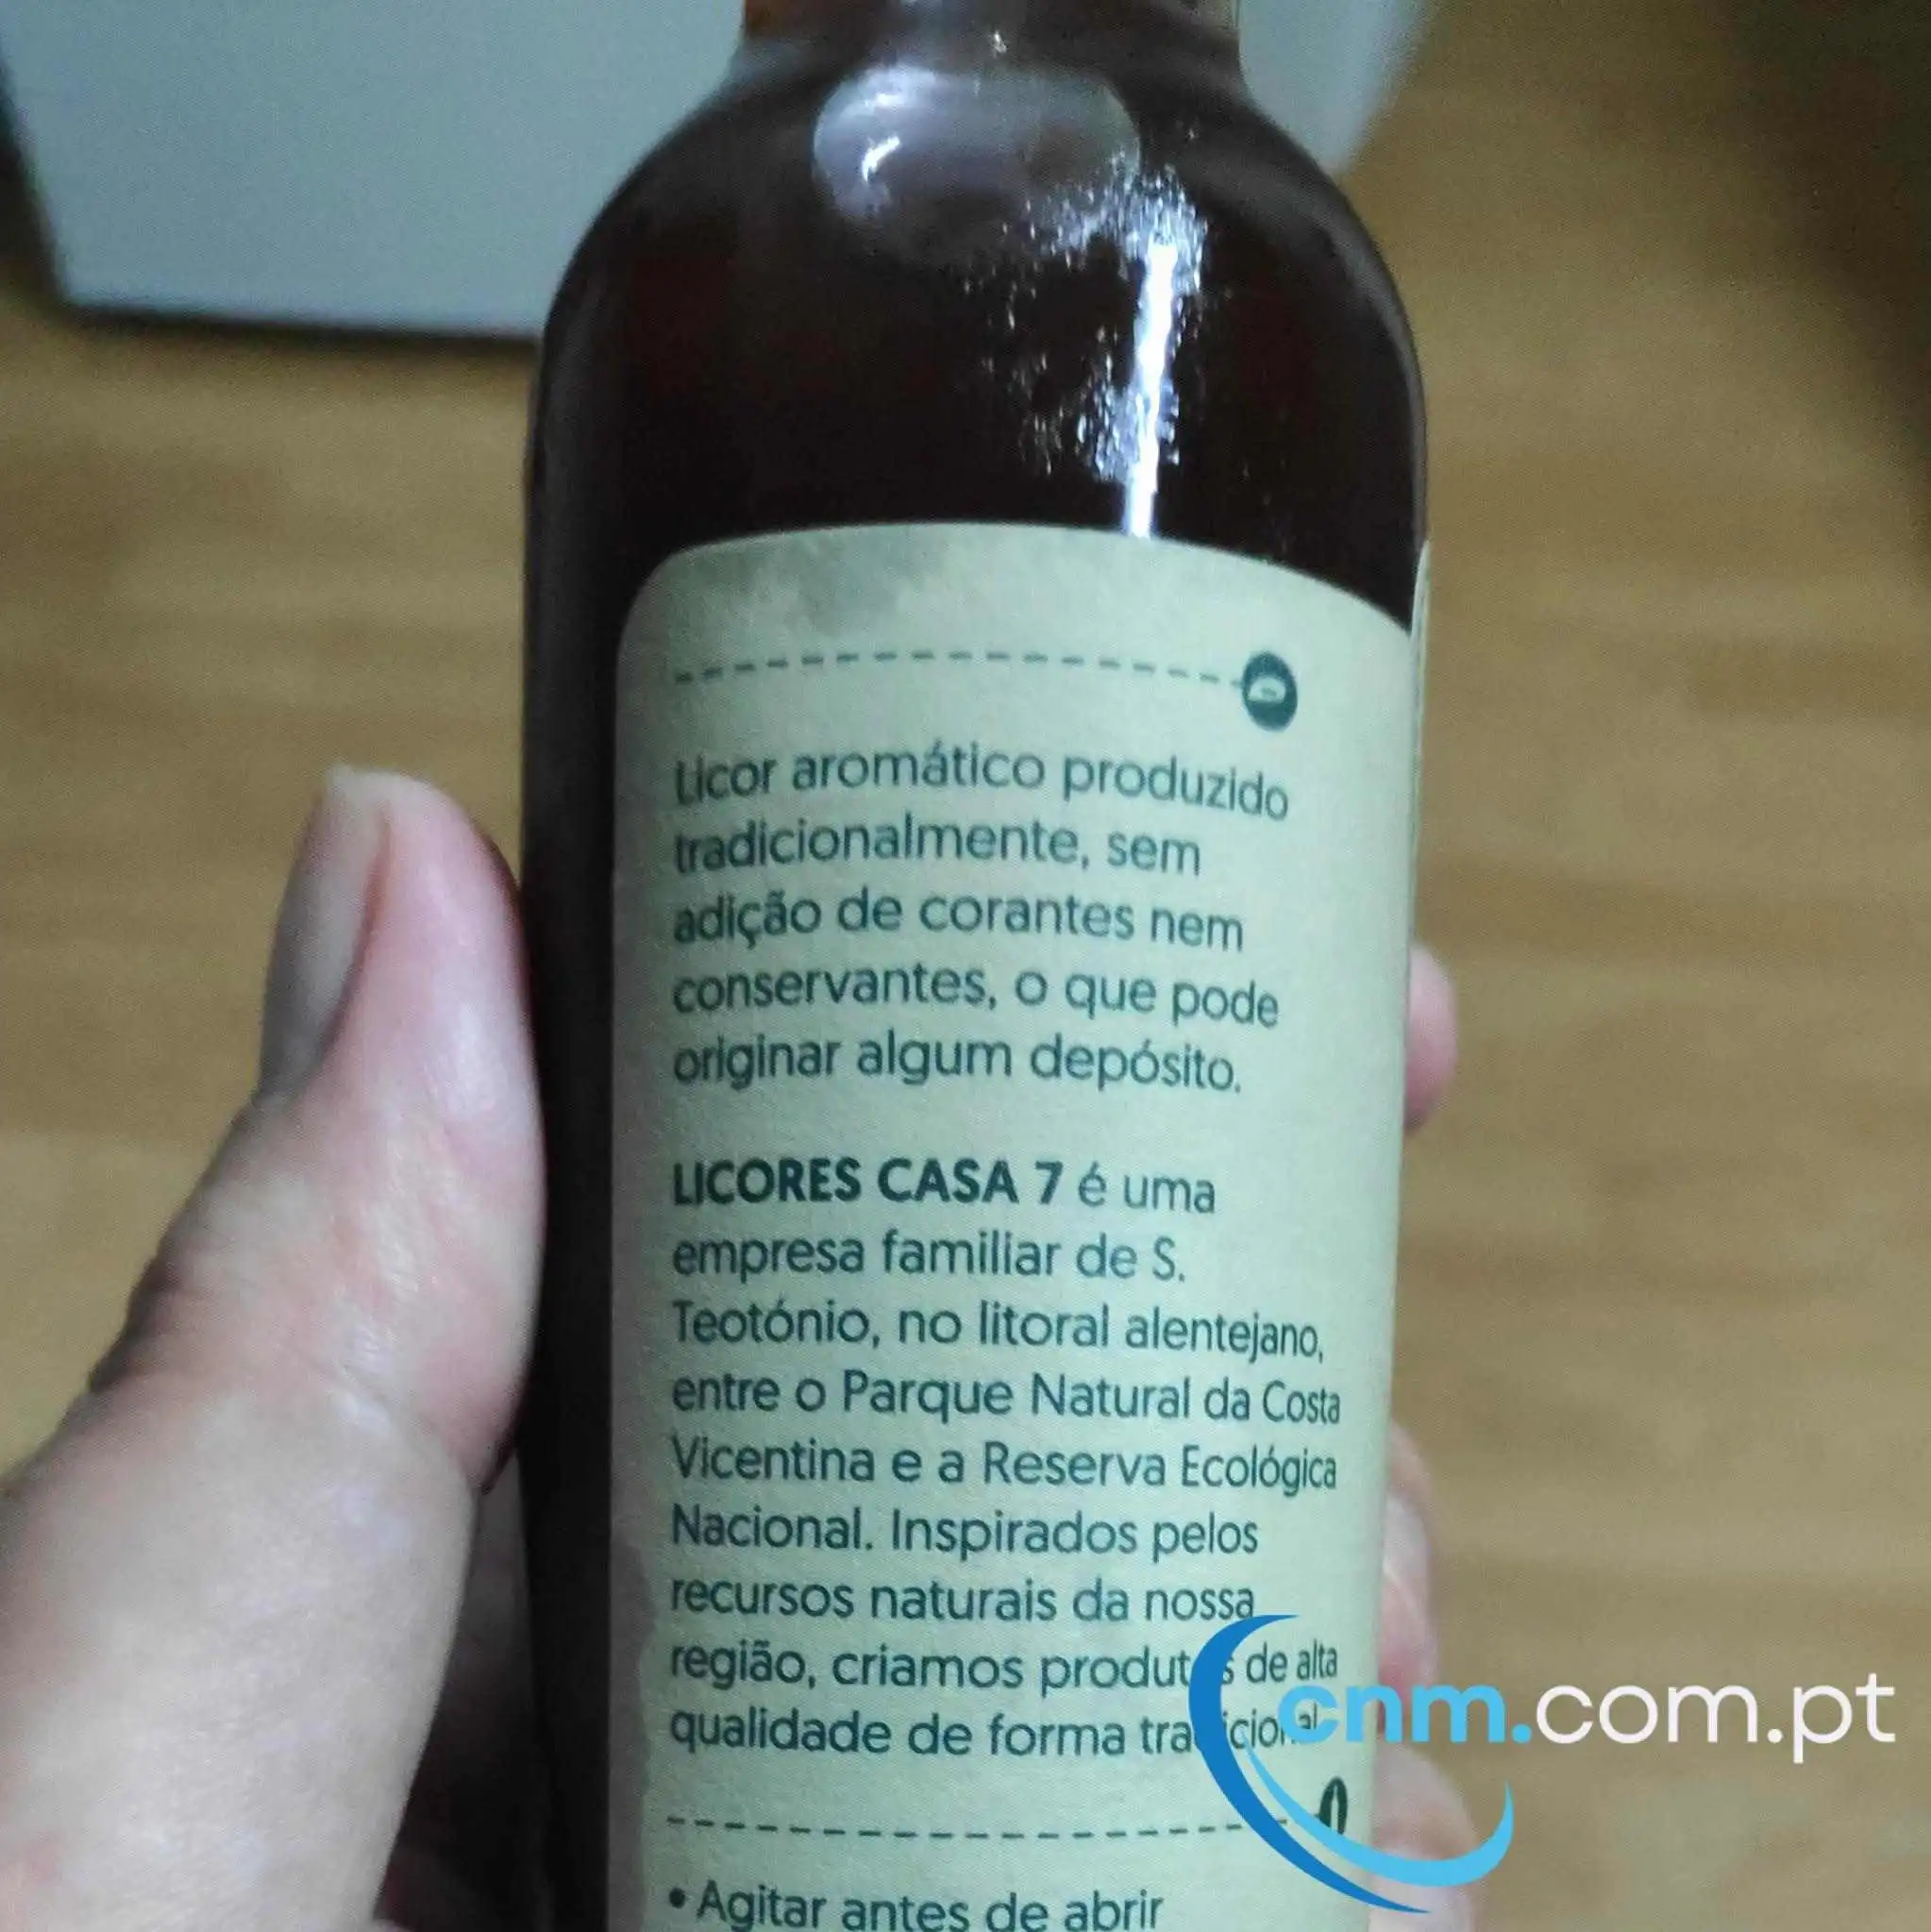 Licor aromático produzido
tradicionalmente, sem
adição de corantes nem
conservantes, o que pode
originar algum depósito.
LICORES CASA 7 é uma
empresa familiar de S.
Teotónio, no litoral alentejano,
entre o Parque Natural da Costa
Vicentina e a Reserva Ecológica
Nacional. Inspirados pelos
recursos naturais da nossa
região, criamos produtos de alta
qualidade de forma tradicional.
cnm.com.pt
• Agitar antes de abrir